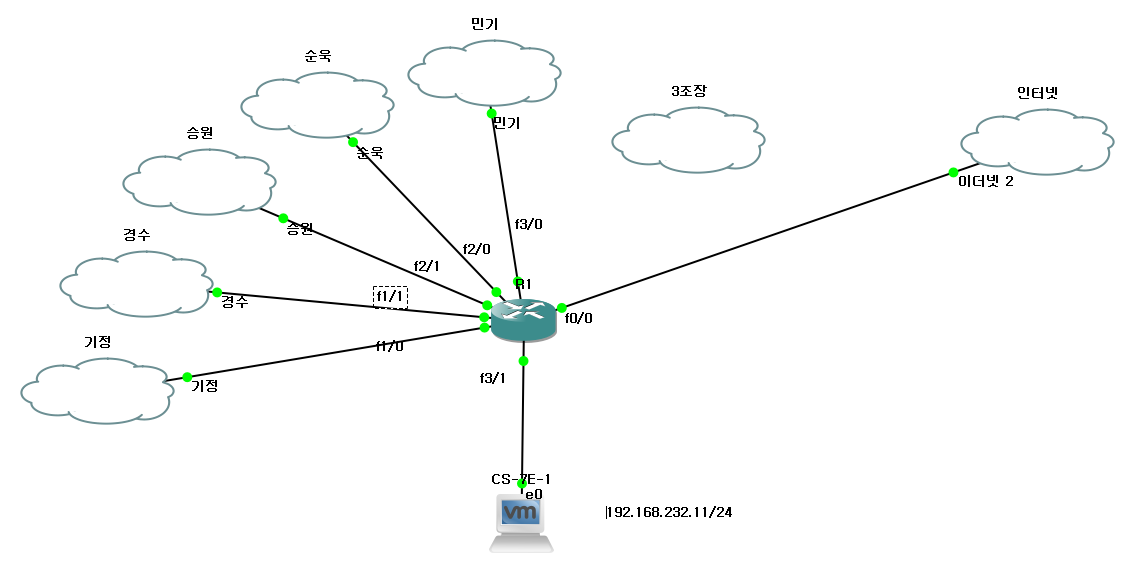 민기
순욱
3조장
인터넷
민기
승원
순욱
이더넷 2
f3/0
승원
경수
f2/0
f2/1
R1
경수
f1/1
f0/0
기정
f1/0
기정
f3/1
CS-7E-1
e0
vm
192.168.232.11/24